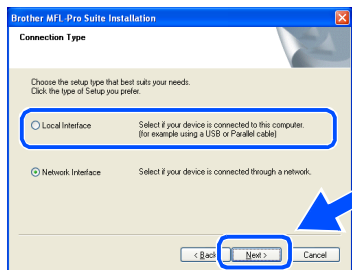 Brother MFL-Pro Suite Installation
Connection Type
Choose the setup type that best suits your needs.
Click the type of Setup you prefer.
Local Interface Select if your device is connected to this computer.
(for example using a USB or Parallel cable)
Network Interface Select if your device is connected through a network.
< Back Next > Cancel